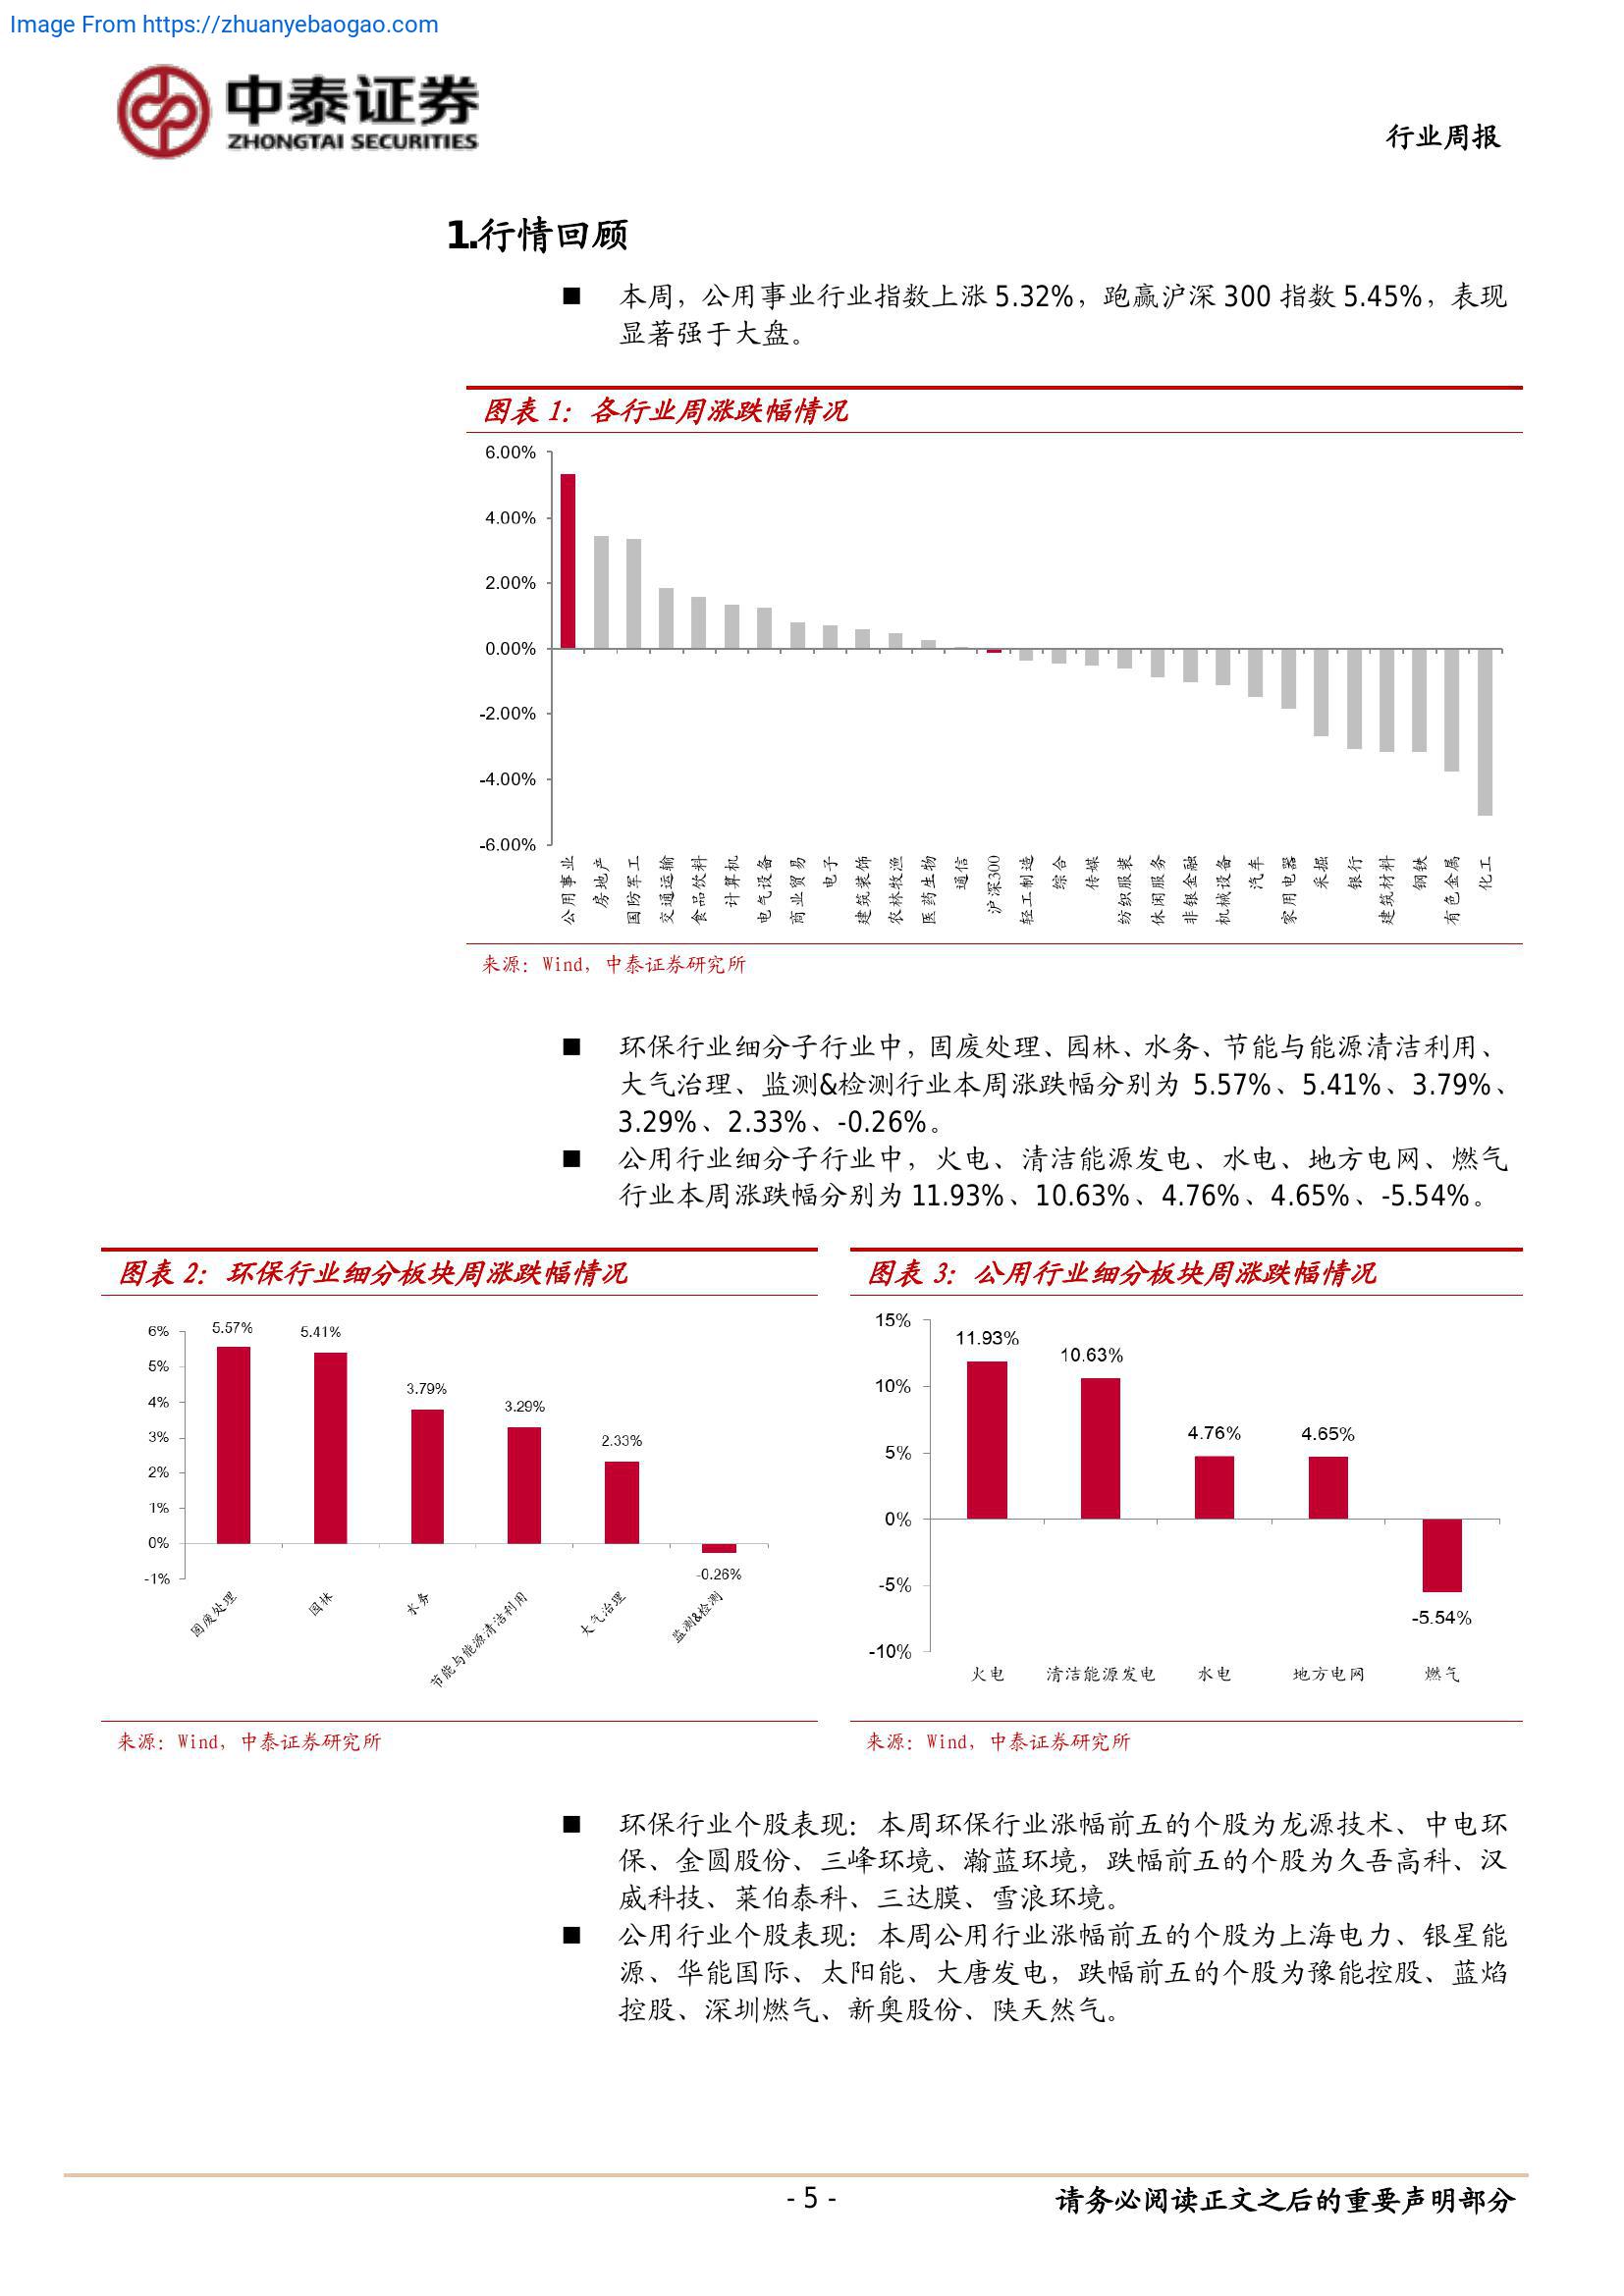 Image From https://zhuanyebaogao.com
中泰证券
ZHONGTAI SECURITIES
行业周报
1.行情回顾
■ 本周，公用事业行业指数上涨 5.32%，跑赢沪深 300 指数 5.45%，表现
显著强于大盘。
图表 1：各行业周涨跌幅情况
6.00%
4.00%
2.00%
0.00%
-2.00%
-4.00%
-6.00%
公用事业
房地产
国防军工
交通运输
食品饮料
计算机
电气设备
商业贸易
电子
建筑装饰
农林牧渔
医药生物
通信
沪深300
轻工制造
综合
传媒
纺织服装
休闲服务
非银金融
机械设备
汽车
家用电器
采掘
银行
建筑材料
钢铁
有色金属
化工
来源：Wind，中泰证券研究所
■ 环保行业细分子行业中，固废处理、园林、水务、节能与能源清洁利用、
大气治理、监测&检测行业本周涨跌幅分别为 5.57%、5.41%、3.79%、
3.29%、2.33%、-0.26%。
■ 公用行业细分子行业中，火电、清洁能源发电、水电、地方电网、燃气
行业本周涨跌幅分别为 11.93%、10.63%、4.76%、4.65%、-5.54%。
图表 2：环保行业细分板块周涨跌幅情况
6%
5%
4%
3%
2%
1%
0%
-1%
5.57%
5.41%
3.79%
3.29%
2.33%
-0.26%
固废处理
园林
水务
节能与能源清洁利用
大气治理
监测&检测
来源：Wind，中泰证券研究所
图表 3：公用行业细分板块周涨跌幅情况
15%
10%
5%
0%
-5%
-10%
11.93%
10.63%
4.76%
4.65%
-5.54%
火电
清洁能源发电
水电
地方电网
燃气
来源：Wind，中泰证券研究所
■ 环保行业个股表现：本周环保行业涨幅前五的个股为龙源技术、中电环
保、金圆股份、三峰环境、瀚蓝环境，跌幅前五的个股为久吾高科、汉
威科技、莱伯泰科、三达膜、雪浪环境。
■ 公用行业个股表现：本周公用行业涨幅前五的个股为上海电力、银星能
源、华能国际、太阳能、大唐发电，跌幅前五的个股为豫能控股、蓝焰
控股、深圳燃气、新奥股份、陕天然气。
- 5 -
请务必阅读正文之后的重要声明部分